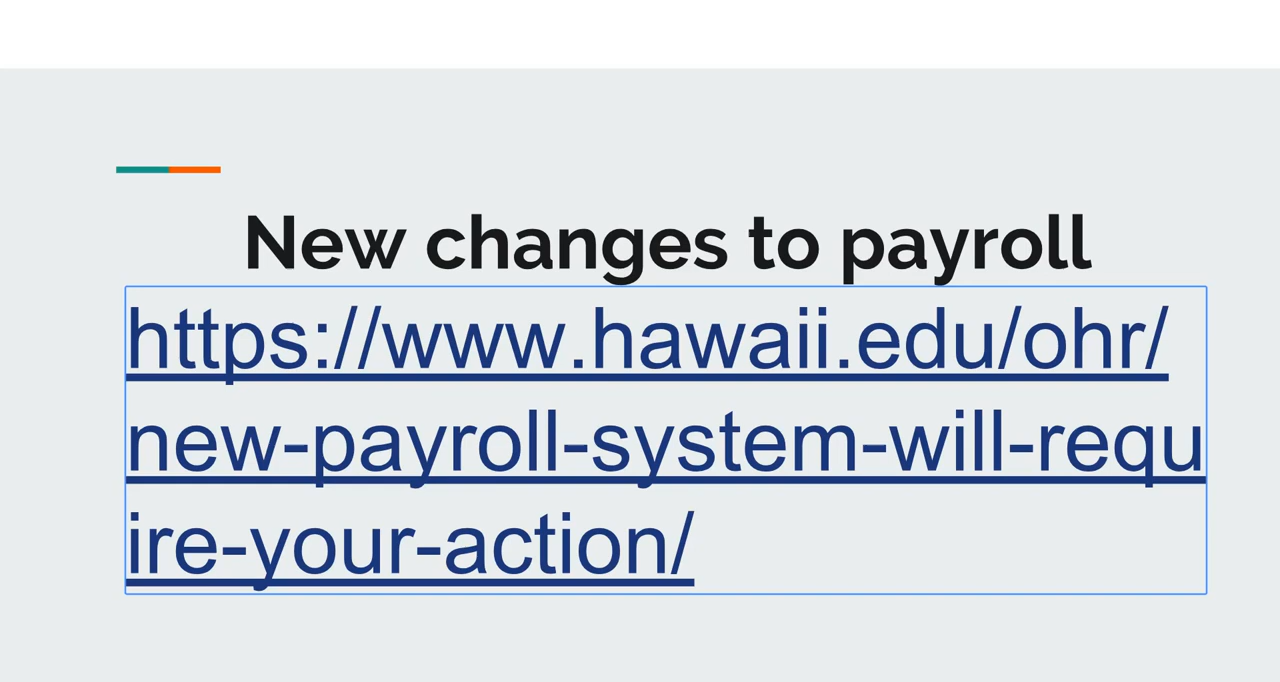 New changes to payroll
https://www.hawaii.edu/ohr/
new-payroll-system-will-requ
ire-your-action/